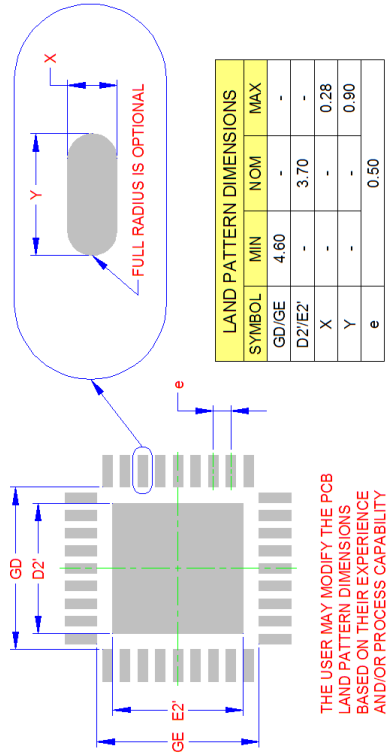 X
Y
FULL RADIUS IS OPTIONAL
e
GD
D2'
E2'
GE
LAND PATTERN DIMENSIONS
SYMBOL MIN NOM MAX
GD/GE 4.60 - -
D2'/E2' - 3.70 -
X - - 0.28
Y - - 0.90
e 0.50
THE USER MAY MODIFY THE PCB
LAND PATTERN DIMENSIONS
BASED ON THEIR EXPERIENCE
AND/OR PROCESS CAPABILITY